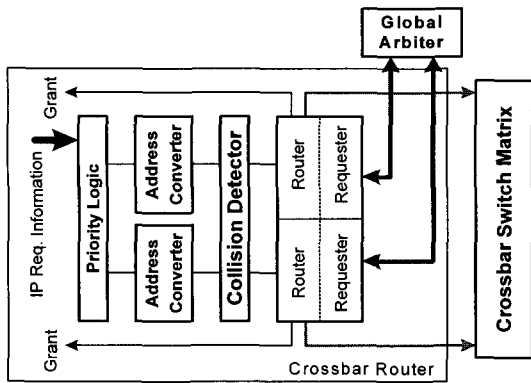 Global
Arbiter
Grant
IP Req. Information
Grant
Priority Logic
Address
Converter
Address
Converter
Collision Detector
Router
Requester
Router
Requester
Crossbar Router
Crossbar Switch Matrix